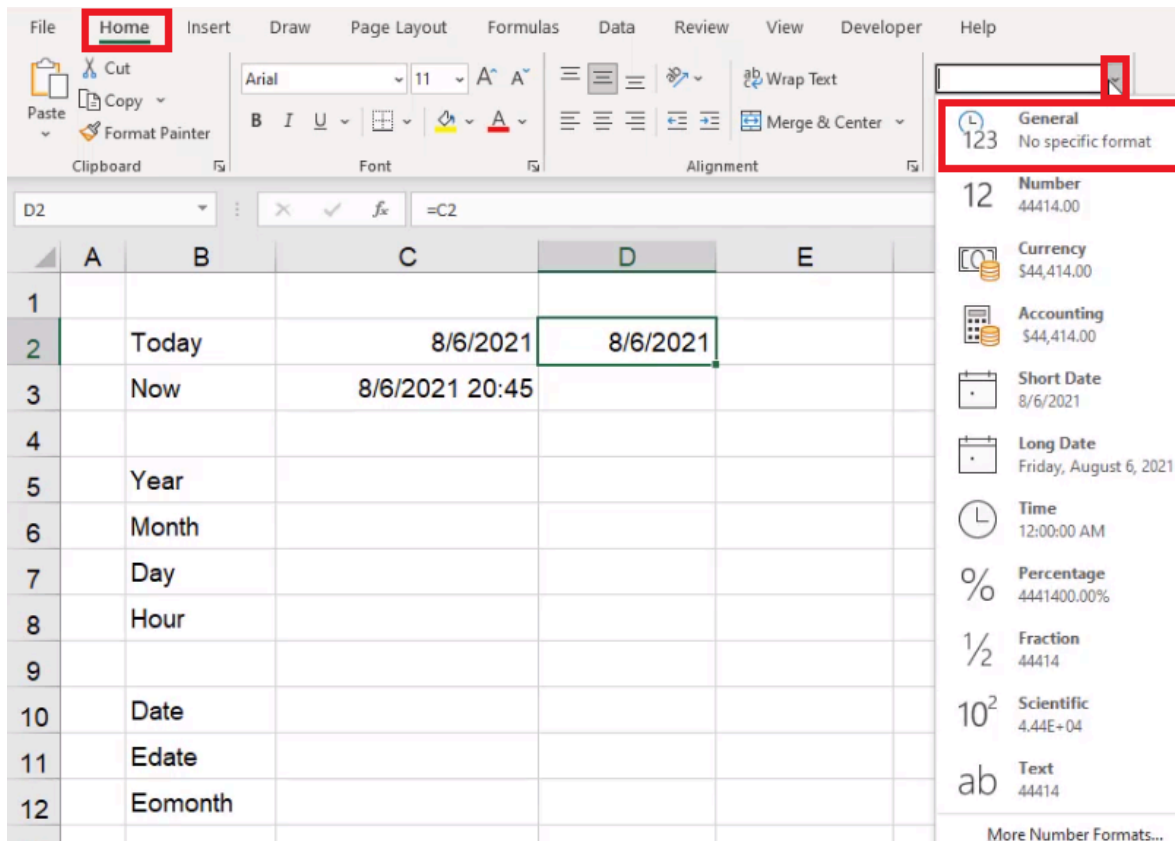 File Home Insert Draw Page Layout Formulas Data Review View Developer Help
Paste
Cut
Copy
Format Painter
Clipboard
Arial 11 A^ A˅
B I U A
Font
ab Wrap Text
Merge & Center
Alignment
General
No specific format
Number
44414.00
Currency
$44,414.00
Accounting
$44,414.00
Short Date
8/6/2021
Long Date
Friday, August 6, 2021
Time
12:00:00 AM
Percentage
4441400.00%
Fraction
44414
Scientific
4.44E+04
Text
44414
More Number Formats...
123
12
%
1/2
10²
ab
D2 fx =C2
A B C D E
1
2 Today 8/6/2021 8/6/2021
3 Now 8/6/2021 20:45
4
5 Year
6 Month
7 Day
8 Hour
9
10 Date
11 Edate
12 Eomonth